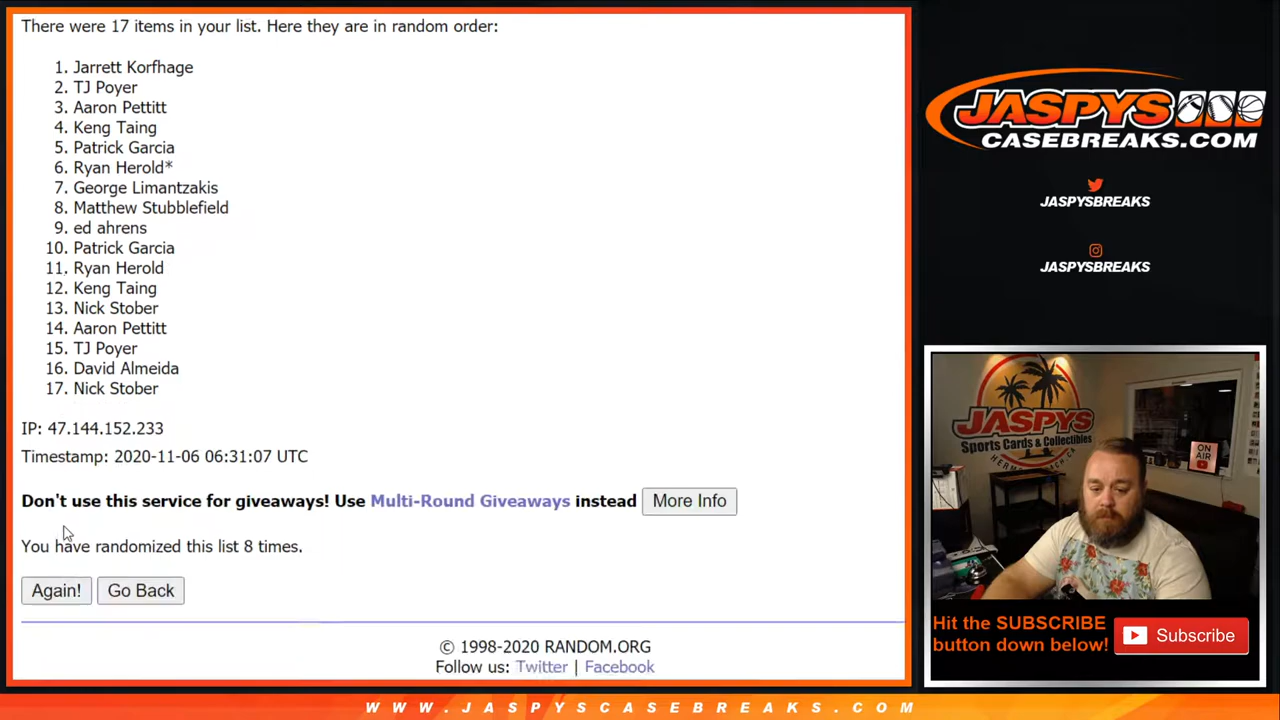 There were 17 items in your list. Here they are in random order:
1. Jarrett Korfhage
2. TJ Poyer
3. Aaron Pettitt
4. Keng Taing
5. Patrick Garcia
6. Ryan Herold*
7. George Limantzakis
8. Matthew Stubblefield
9. ed ahrens
10. Patrick Garcia
11. Ryan Herold
12. Keng Taing
13. Nick Stober
14. Aaron Pettitt
15. TJ Poyer
16. David Almeida
17. Nick Stober
IP: 47.144.152.233
Timestamp: 2020-11-06 06:31:07 UTC
Don't use this service for giveaways! Use Multi-Round Giveaways instead More Info
You have randomized this list 8 times.
Again! Go Back
© 1998-2020 RANDOM.ORG
Follow us: Twitter | Facebook
JASPYS
CASEBREAKS.COM
JASPYSBREAKS
JASPYSBREAKS
JASPYS
Sports Cards & Collectibles
ON
AIR
Hit the SUBSCRIBE
button down below!
Subscribe
WWW.JASPYSCASEBREAKS.COM